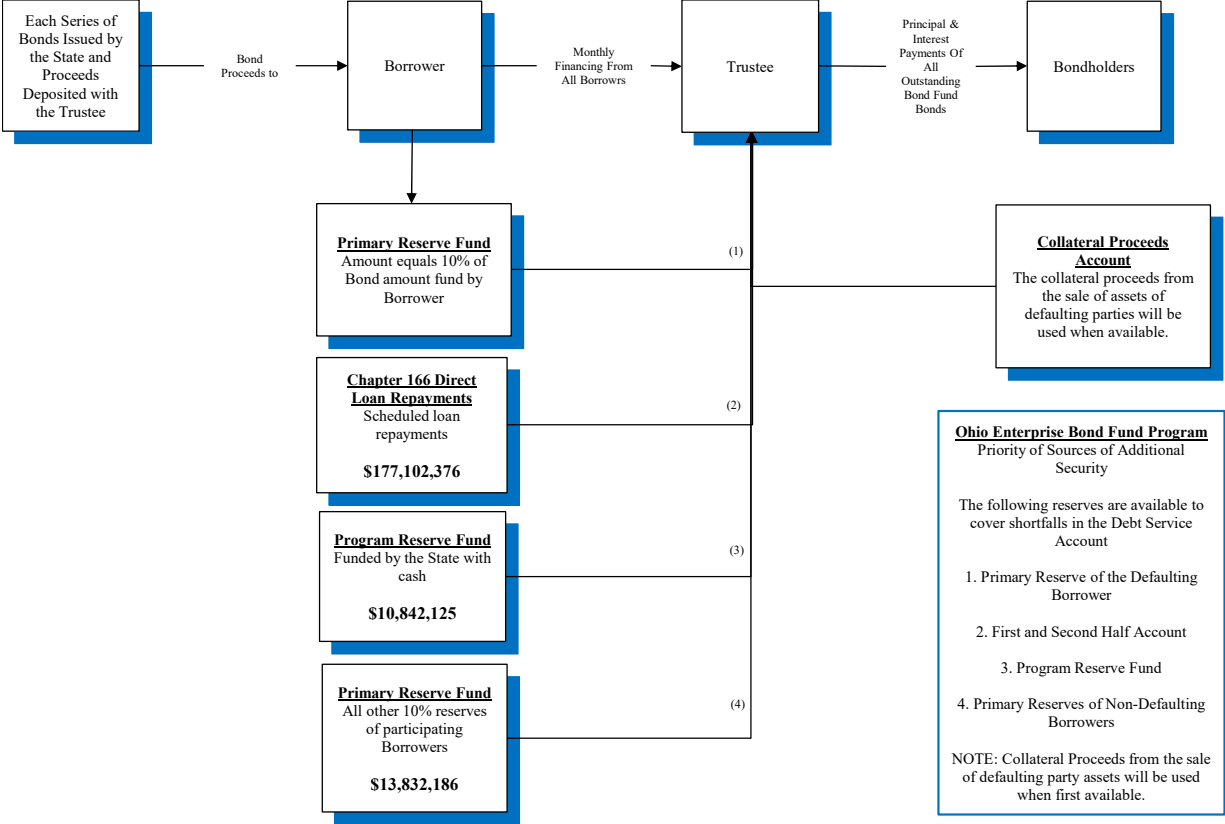 Each Series of
Bonds Issued by
the State and
Proceeds
Deposited with
the Trustee
Bond
Proceeds to
Borrower
Monthly
Financing From
All Borrowrs
Trustee
Principal &
Interest
Payments Of
All
Outstanding
Bond Fund
Bonds
Bondholders
Primary Reserve Fund
Amount equals 10% of
Bond amount fund by
Borrower
(1)
Collateral Proceeds
Account
The collateral proceeds from
the sale of assets of
defaulting parties will be
used when available.
Chapter 166 Direct
Loan Repayments
Scheduled loan
repayments
$177,102,376
(2)
Program Reserve Fund
Funded by the State with
cash
$10,842,125
(3)
Primary Reserve Fund
All other 10% reserves
of participating
Borrowers
$13,832,186
(4)
Ohio Enterprise Bond Fund Program
Priority of Sources of Additional
Security
The following reserves are available to
cover shortfalls in the Debt Service
Account
1. Primary Reserve of the Defaulting
Borrower
2. First and Second Half Account
3. Program Reserve Fund
4. Primary Reserves of Non-Defaulting
Borrowers
NOTE: Collateral Proceeds from the sale
of defaulting party assets will be used
when first available.